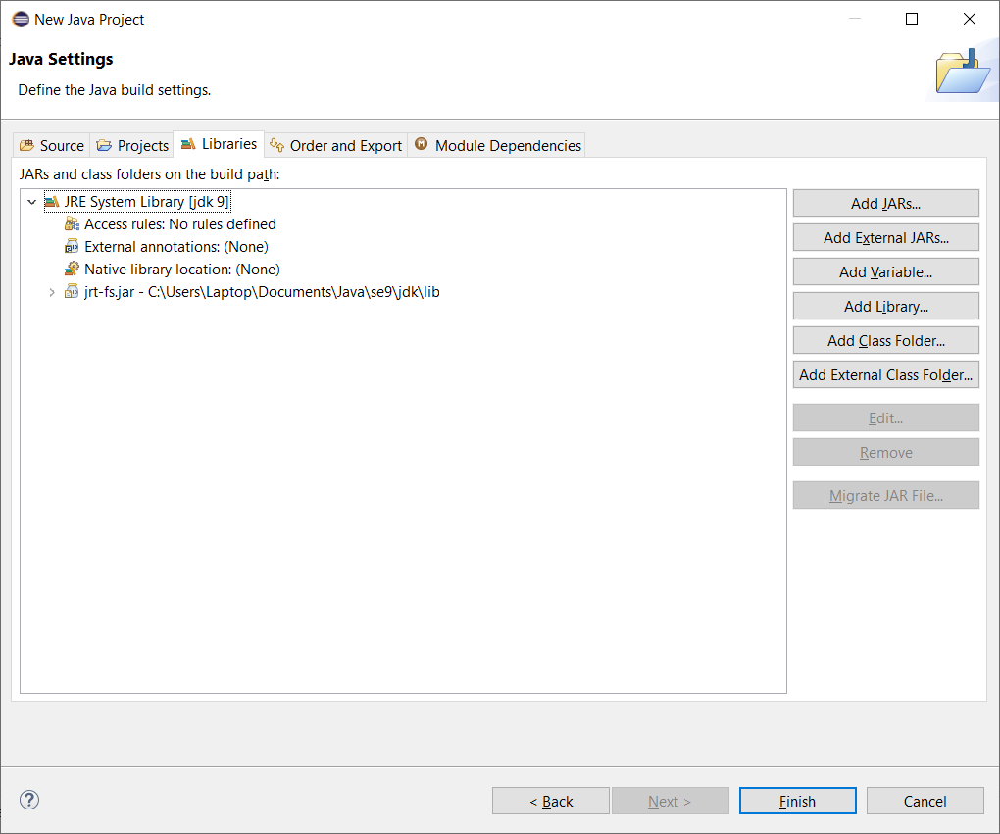 New Java Project
Java Settings
Define the Java build settings.
Source Projects Libraries Order and Export Module Dependencies
JARs and class folders on the build path:
JRE System Library [jdk 9]
Access rules: No rules defined
External annotations: (None)
Native library location: (None)
jrt-fs.jar - C:\Users\Laptop\Documents\Java\se9\jdk\lib
Add JARs...
Add External JARs...
Add Variable...
Add Library...
Add Class Folder...
Add External Class Folder...
Edit...
Remove
Migrate JAR File...
? < Back Next > Finish Cancel